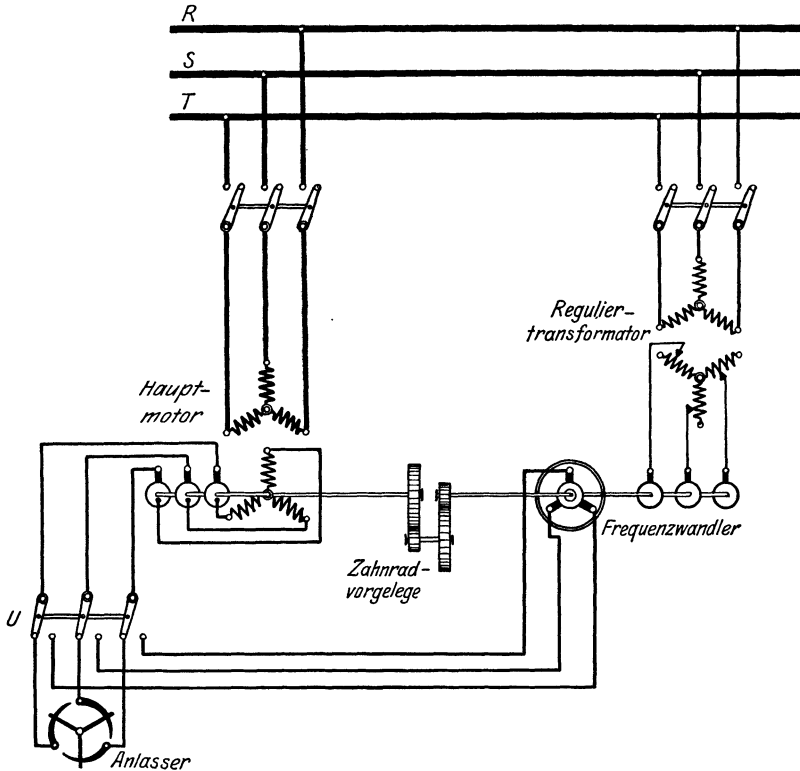 R
S
T
Regulier-
transformator
Haupt-
motor
Frequenzwandler
Zahnrad-
vorgelege
U
Anlasser